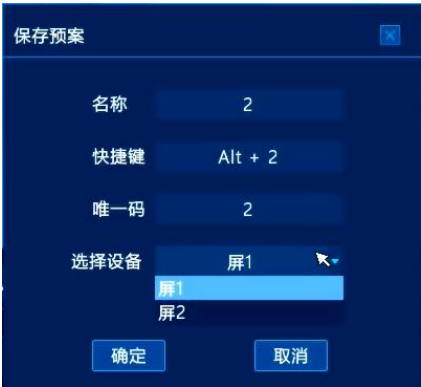 保存预案
名称 2
快捷键 Alt + 2
唯一码 2
选择设备 屏1
屏1
屏2
确定 取消